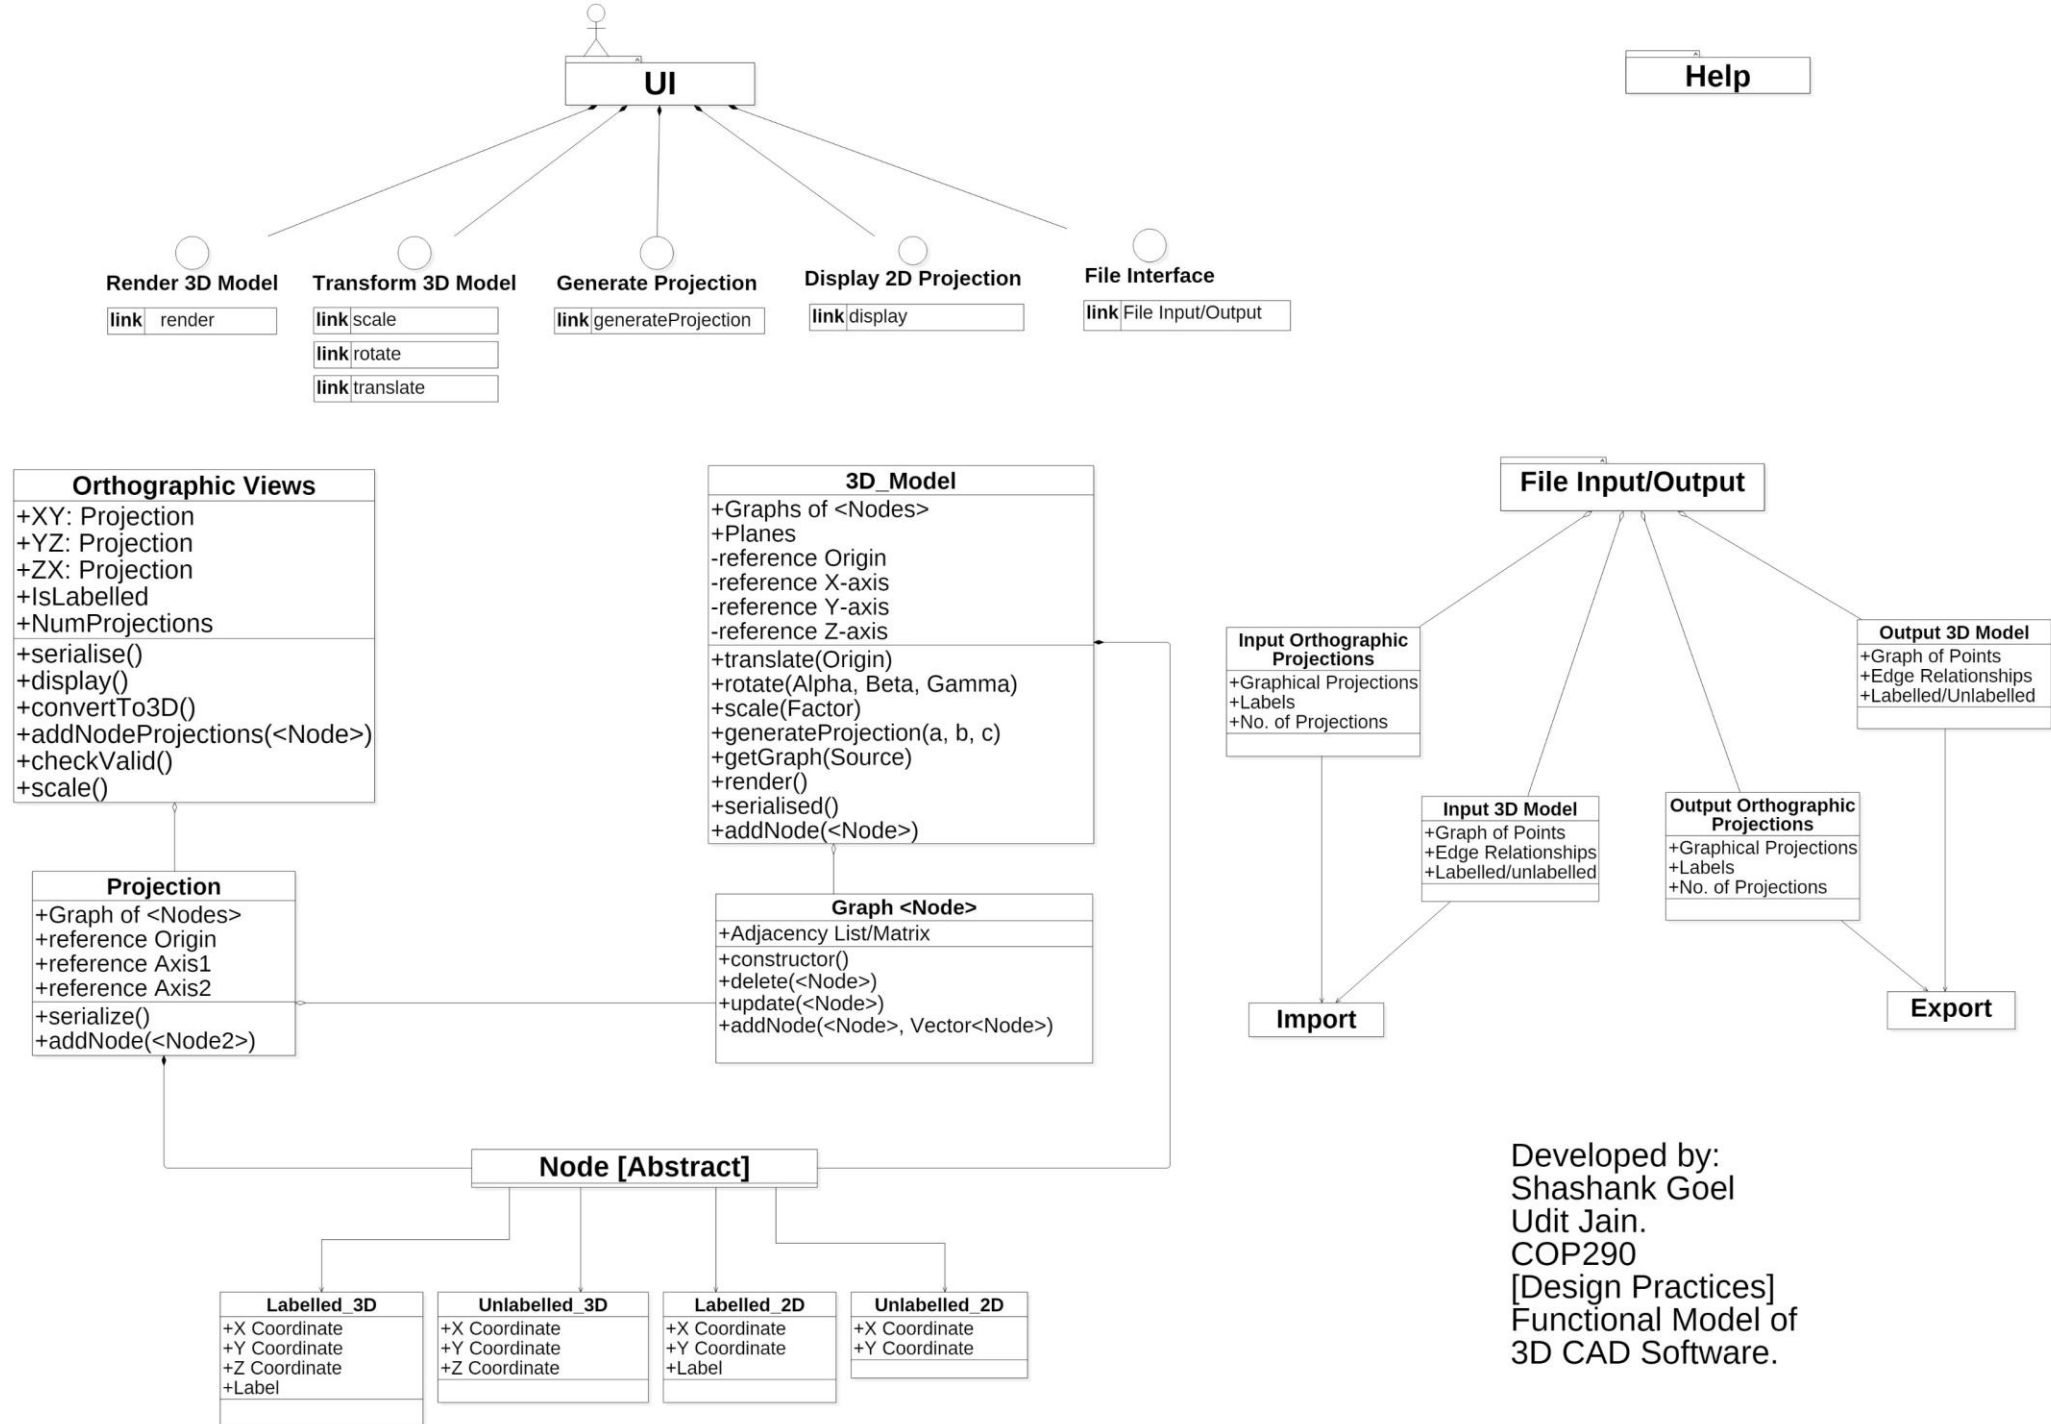 UI
Help
Render 3D Model
link render
Transform 3D Model
link scale
link rotate
link translate
Generate Projection
link generateProjection
Display 2D Projection
link display
File Interface
link File Input/Output
Orthographic Views
+XY: Projection
+YZ: Projection
+ZX: Projection
+IsLabelled
+NumProjections
+serialise()
+display()
+convertTo3D()
+addNodeProjections(<Node>)
+checkValid()
+scale()
3D_Model
+Graphs of <Nodes>
+Planes
-reference Origin
-reference X-axis
-reference Y-axis
-reference Z-axis
+translate(Origin)
+rotate(Alpha, Beta, Gamma)
+scale(Factor)
+generateProjection(a, b, c)
+getGraph(Source)
+render()
+serialised()
+addNode(<Node>)
File Input/Output
Input Orthographic
Projections
+Graphical Projections
+Labels
+No. of Projections
Output 3D Model
+Graph of Points
+Edge Relationships
+Labelled/Unlabelled
Input 3D Model
+Graph of Points
+Edge Relationships
+Labelled/unlabelled
Output Orthographic
Projections
+Graphical Projections
+Labels
+No. of Projections
Import
Export
Projection
+Graph of <Nodes>
+reference Origin
+reference Axis1
+reference Axis2
+serialize()
+addNode(<Node2>)
Graph <Node>
+Adjacency List/Matrix
+constructor()
+delete(<Node>)
+update(<Node>)
+addNode(<Node>, Vector<Node>)
Node [Abstract]
Labelled_3D
+X Coordinate
+Y Coordinate
+Z Coordinate
+Label
Unlabelled_3D
+X Coordinate
+Y Coordinate
+Z Coordinate
Labelled_2D
+X Coordinate
+Y Coordinate
+Label
Unlabelled_2D
+X Coordinate
+Y Coordinate
Developed by:
Shashank Goel
Udit Jain.
COP290
[Design Practices]
Functional Model of
3D CAD Software.